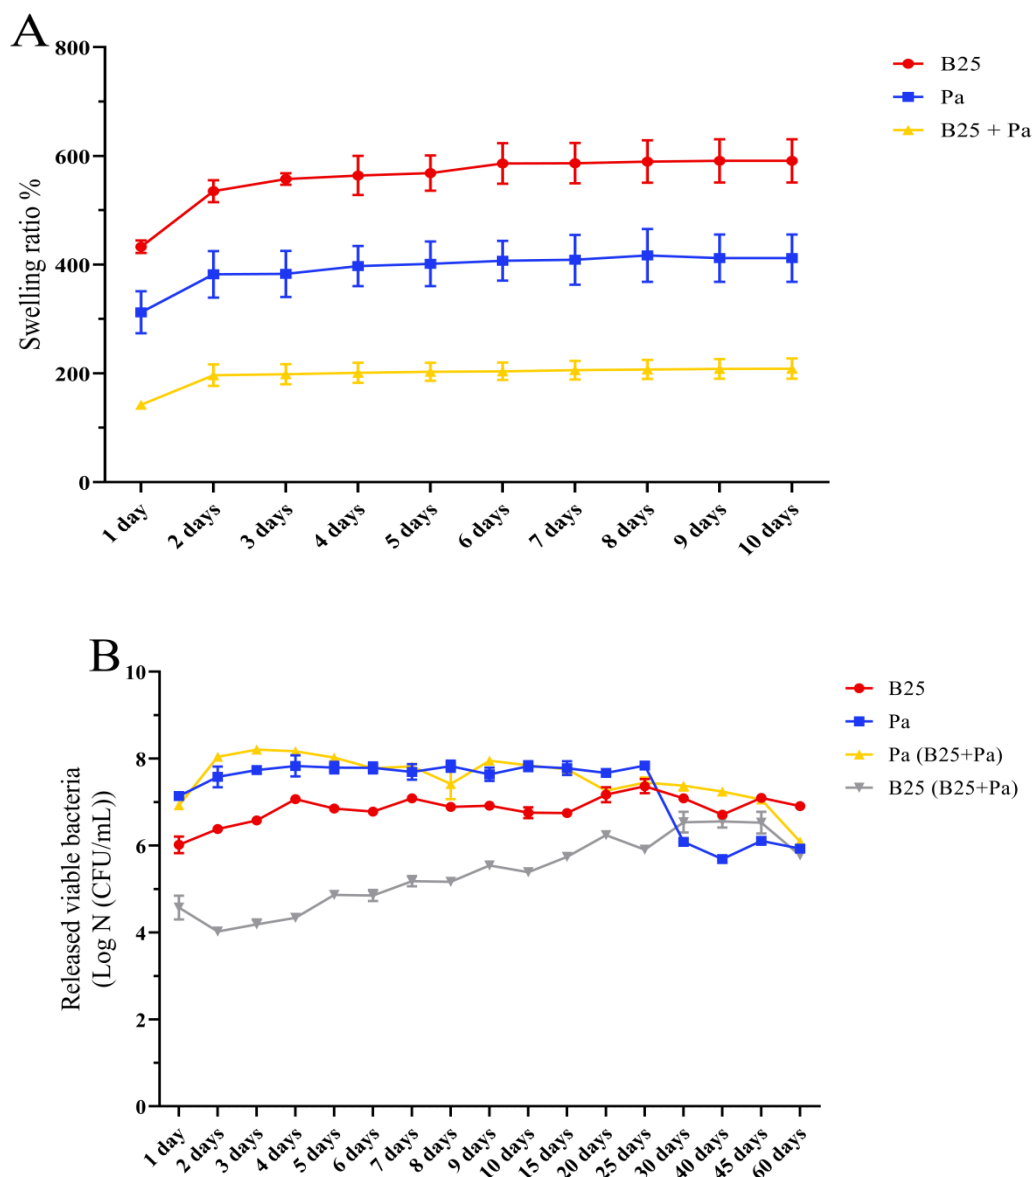 A
800
600
400
200
0
Swelling ratio %
1 day
2 days
3 days
4 days
5 days
6 days
7 days
8 days
9 days
10 days
B25
Pa
B25 + Pa
B
10
8
6
4
2
0
Released viable bacteria
(Log N (CFU/mL))
1 day
2 days
3 days
4 days
5 days
6 days
7 days
8 days
9 days
10 days
15 days
20 days
25 days
30 days
40 days
45 days
60 days
B25
Pa
Pa (B25+Pa)
B25 (B25+Pa)